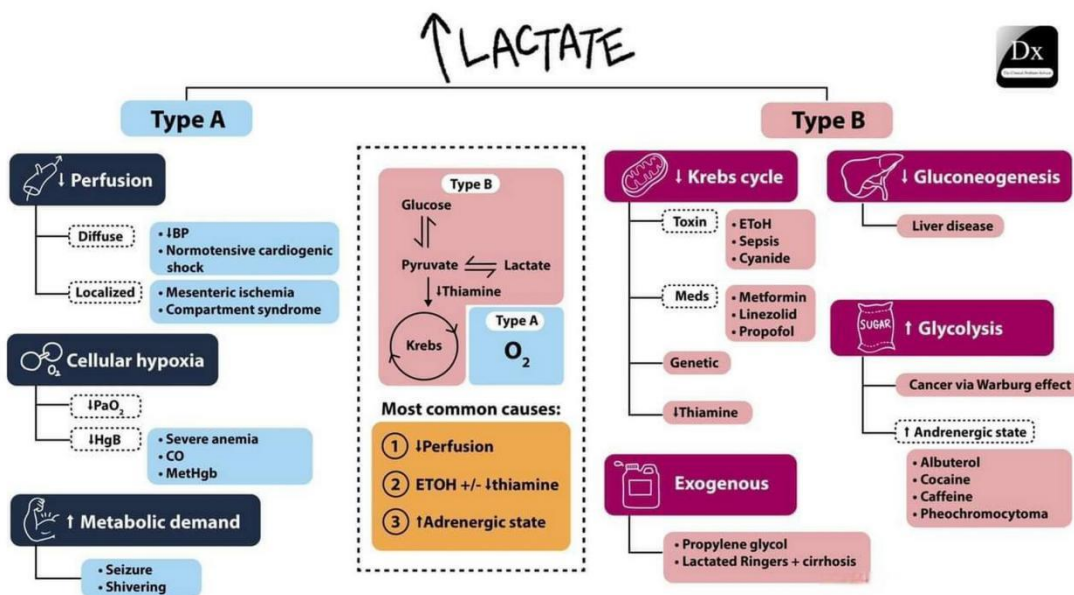 ↑LACTATE
Dx
Type A
Type B
↓ Perfusion
Diffuse
• ↓BP
• Normotensive cardiogenic
shock
Localized
• Mesenteric ischemia
• Compartment syndrome
O₂
Cellular hypoxia
↓PaO₂
↓HgB
• Severe anemia
• CO
• MetHgb
↑ Metabolic demand
• Seizure
• Shivering
Type B
Glucose
Pyruvate
Lactate
↓Thiamine
Krebs
Type A
O₂
Most common causes:
1 ↓Perfusion
2 ETOH +/- ↓thiamine
3 ↑Adrenergic state
↓ Krebs cycle
Toxin
• EToH
• Sepsis
• Cyanide
Meds
• Metformin
• Linezolid
• Propofol
Genetic
↓Thiamine
Exogenous
• Propylene glycol
• Lactated Ringers + cirrhosis
↓ Gluconeogenesis
Liver disease
SUGAR
↑ Glycolysis
Cancer via Warburg effect
↑ Andrenergic state
• Albuterol
• Cocaine
• Caffeine
• Pheochromocytoma